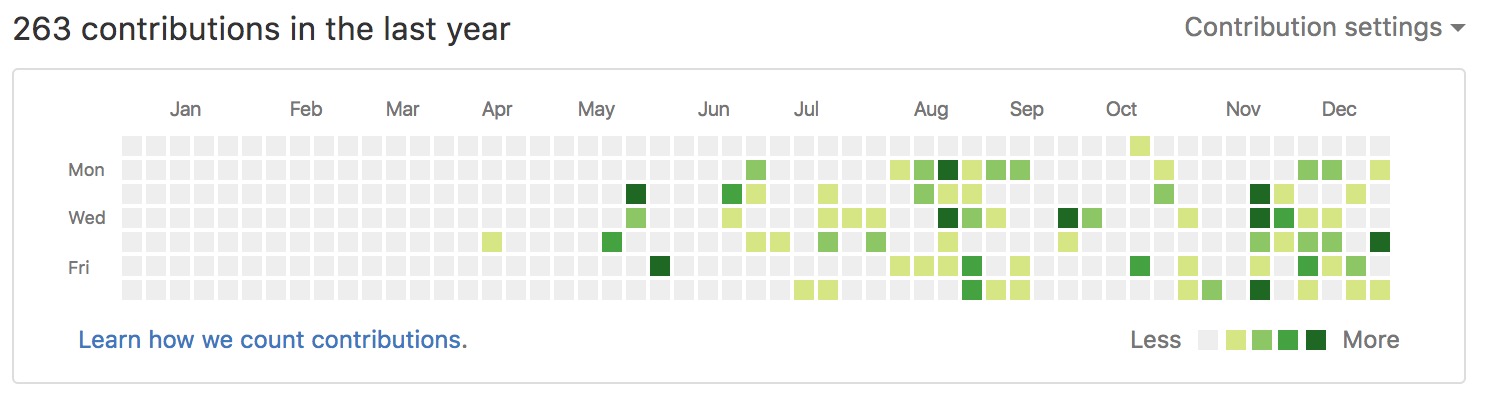 263 contributions in the last year
Contribution settings
Jan Feb Mar Apr May Jun Jul Aug Sep Oct Nov Dec
Mon
Wed
Fri
Learn how we count contributions.
Less More